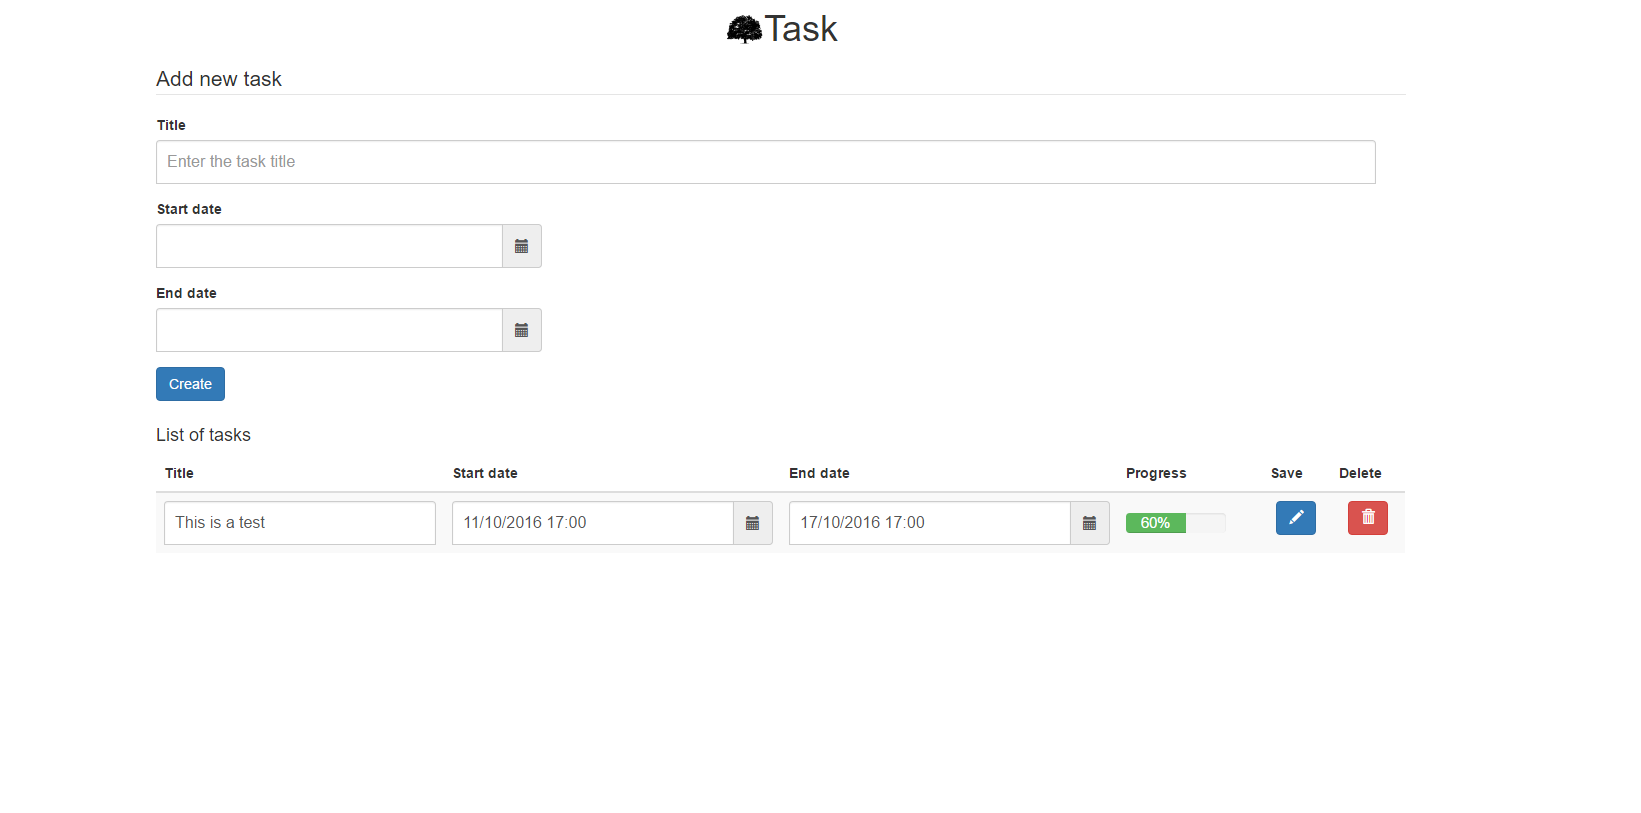 Task
Add new task
Title
Enter the task title
Start date
End date
Create
List of tasks
Title Start date End date Progress Save Delete
This is a test 11/10/2016 17:00 17/10/2016 17:00 60%